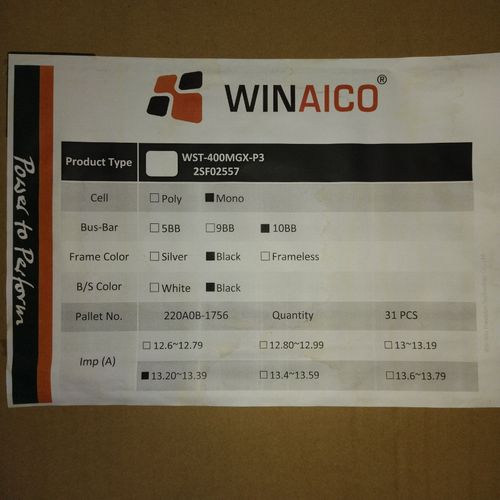 WINAICO®
Power to Perform
Product Type
WST-400MGX-P3
2SF02557
Cell □Poly ■Mono
Bus-Bar □5BB □9BB ■10BB
Frame Color □Silver ■Black □Frameless
B/S Color □White ■Black
Pallet No. 220A0B-1756 Quantity 31 PCS
Imp (A)
□12.6~12.79 □12.80~12.99 □13~13.19
■13.20~13.39 □13.4~13.59 □13.6~13.79